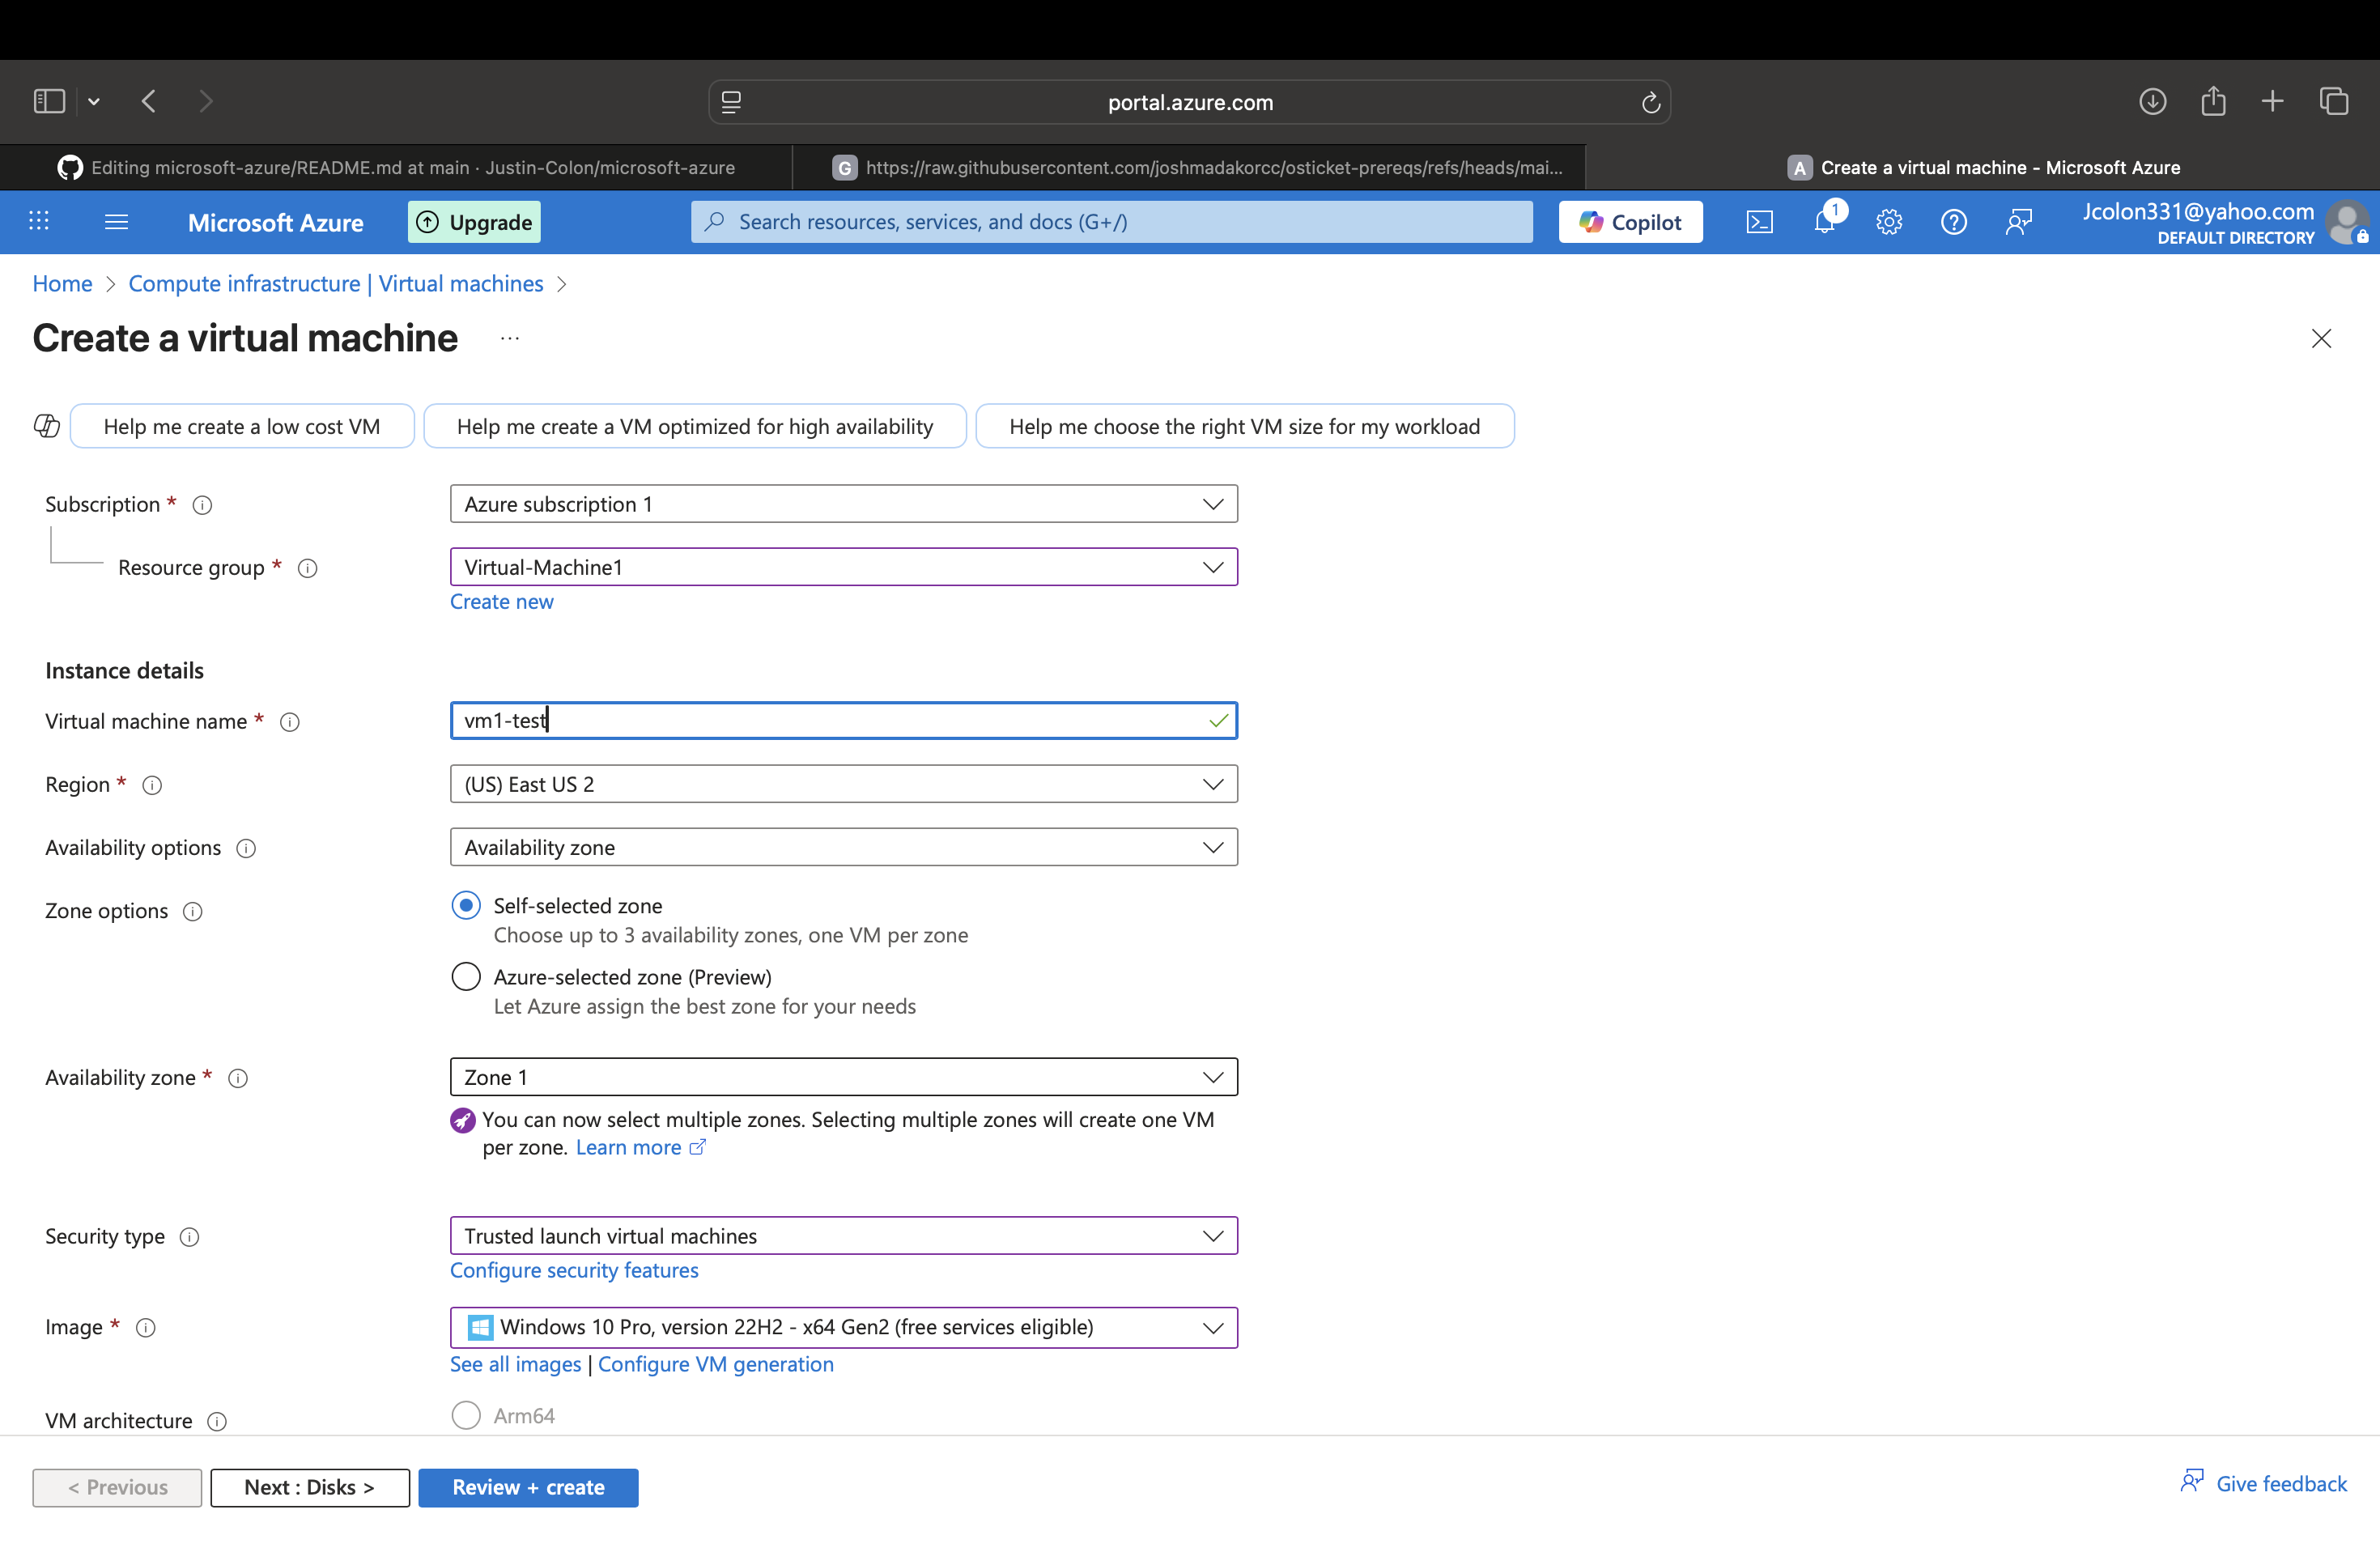 portal.azure.com
Editing microsoft-azure/README.md at main · Justin-Colon/microsoft-azure
G
https://raw.githubusercontent.com/joshmadakorcc/osticket-prereqs/refs/heads/mai...
A
Create a virtual machine - Microsoft Azure
Microsoft Azure
Upgrade
Search resources, services, and docs (G+/)
Copilot
1
Jcolon331@yahoo.com
DEFAULT DIRECTORY
Home > Compute infrastructure | Virtual machines >
Create a virtual machine ...
Help me create a low cost VM
Help me create a VM optimized for high availability
Help me choose the right VM size for my workload
Subscription *
Azure subscription 1
Resource group *
Virtual-Machine1
Create new
Instance details
Virtual machine name *
vm1-test
Region *
(US) East US 2
Availability options
Availability zone
Zone options
Self-selected zone
Choose up to 3 availability zones, one VM per zone
Azure-selected zone (Preview)
Let Azure assign the best zone for your needs
Availability zone *
Zone 1
You can now select multiple zones. Selecting multiple zones will create one VM
per zone. Learn more
Security type
Trusted launch virtual machines
Configure security features
Image *
Windows 10 Pro, version 22H2 - x64 Gen2 (free services eligible)
See all images | Configure VM generation
VM architecture
Arm64
< Previous
Next : Disks >
Review + create
Give feedback